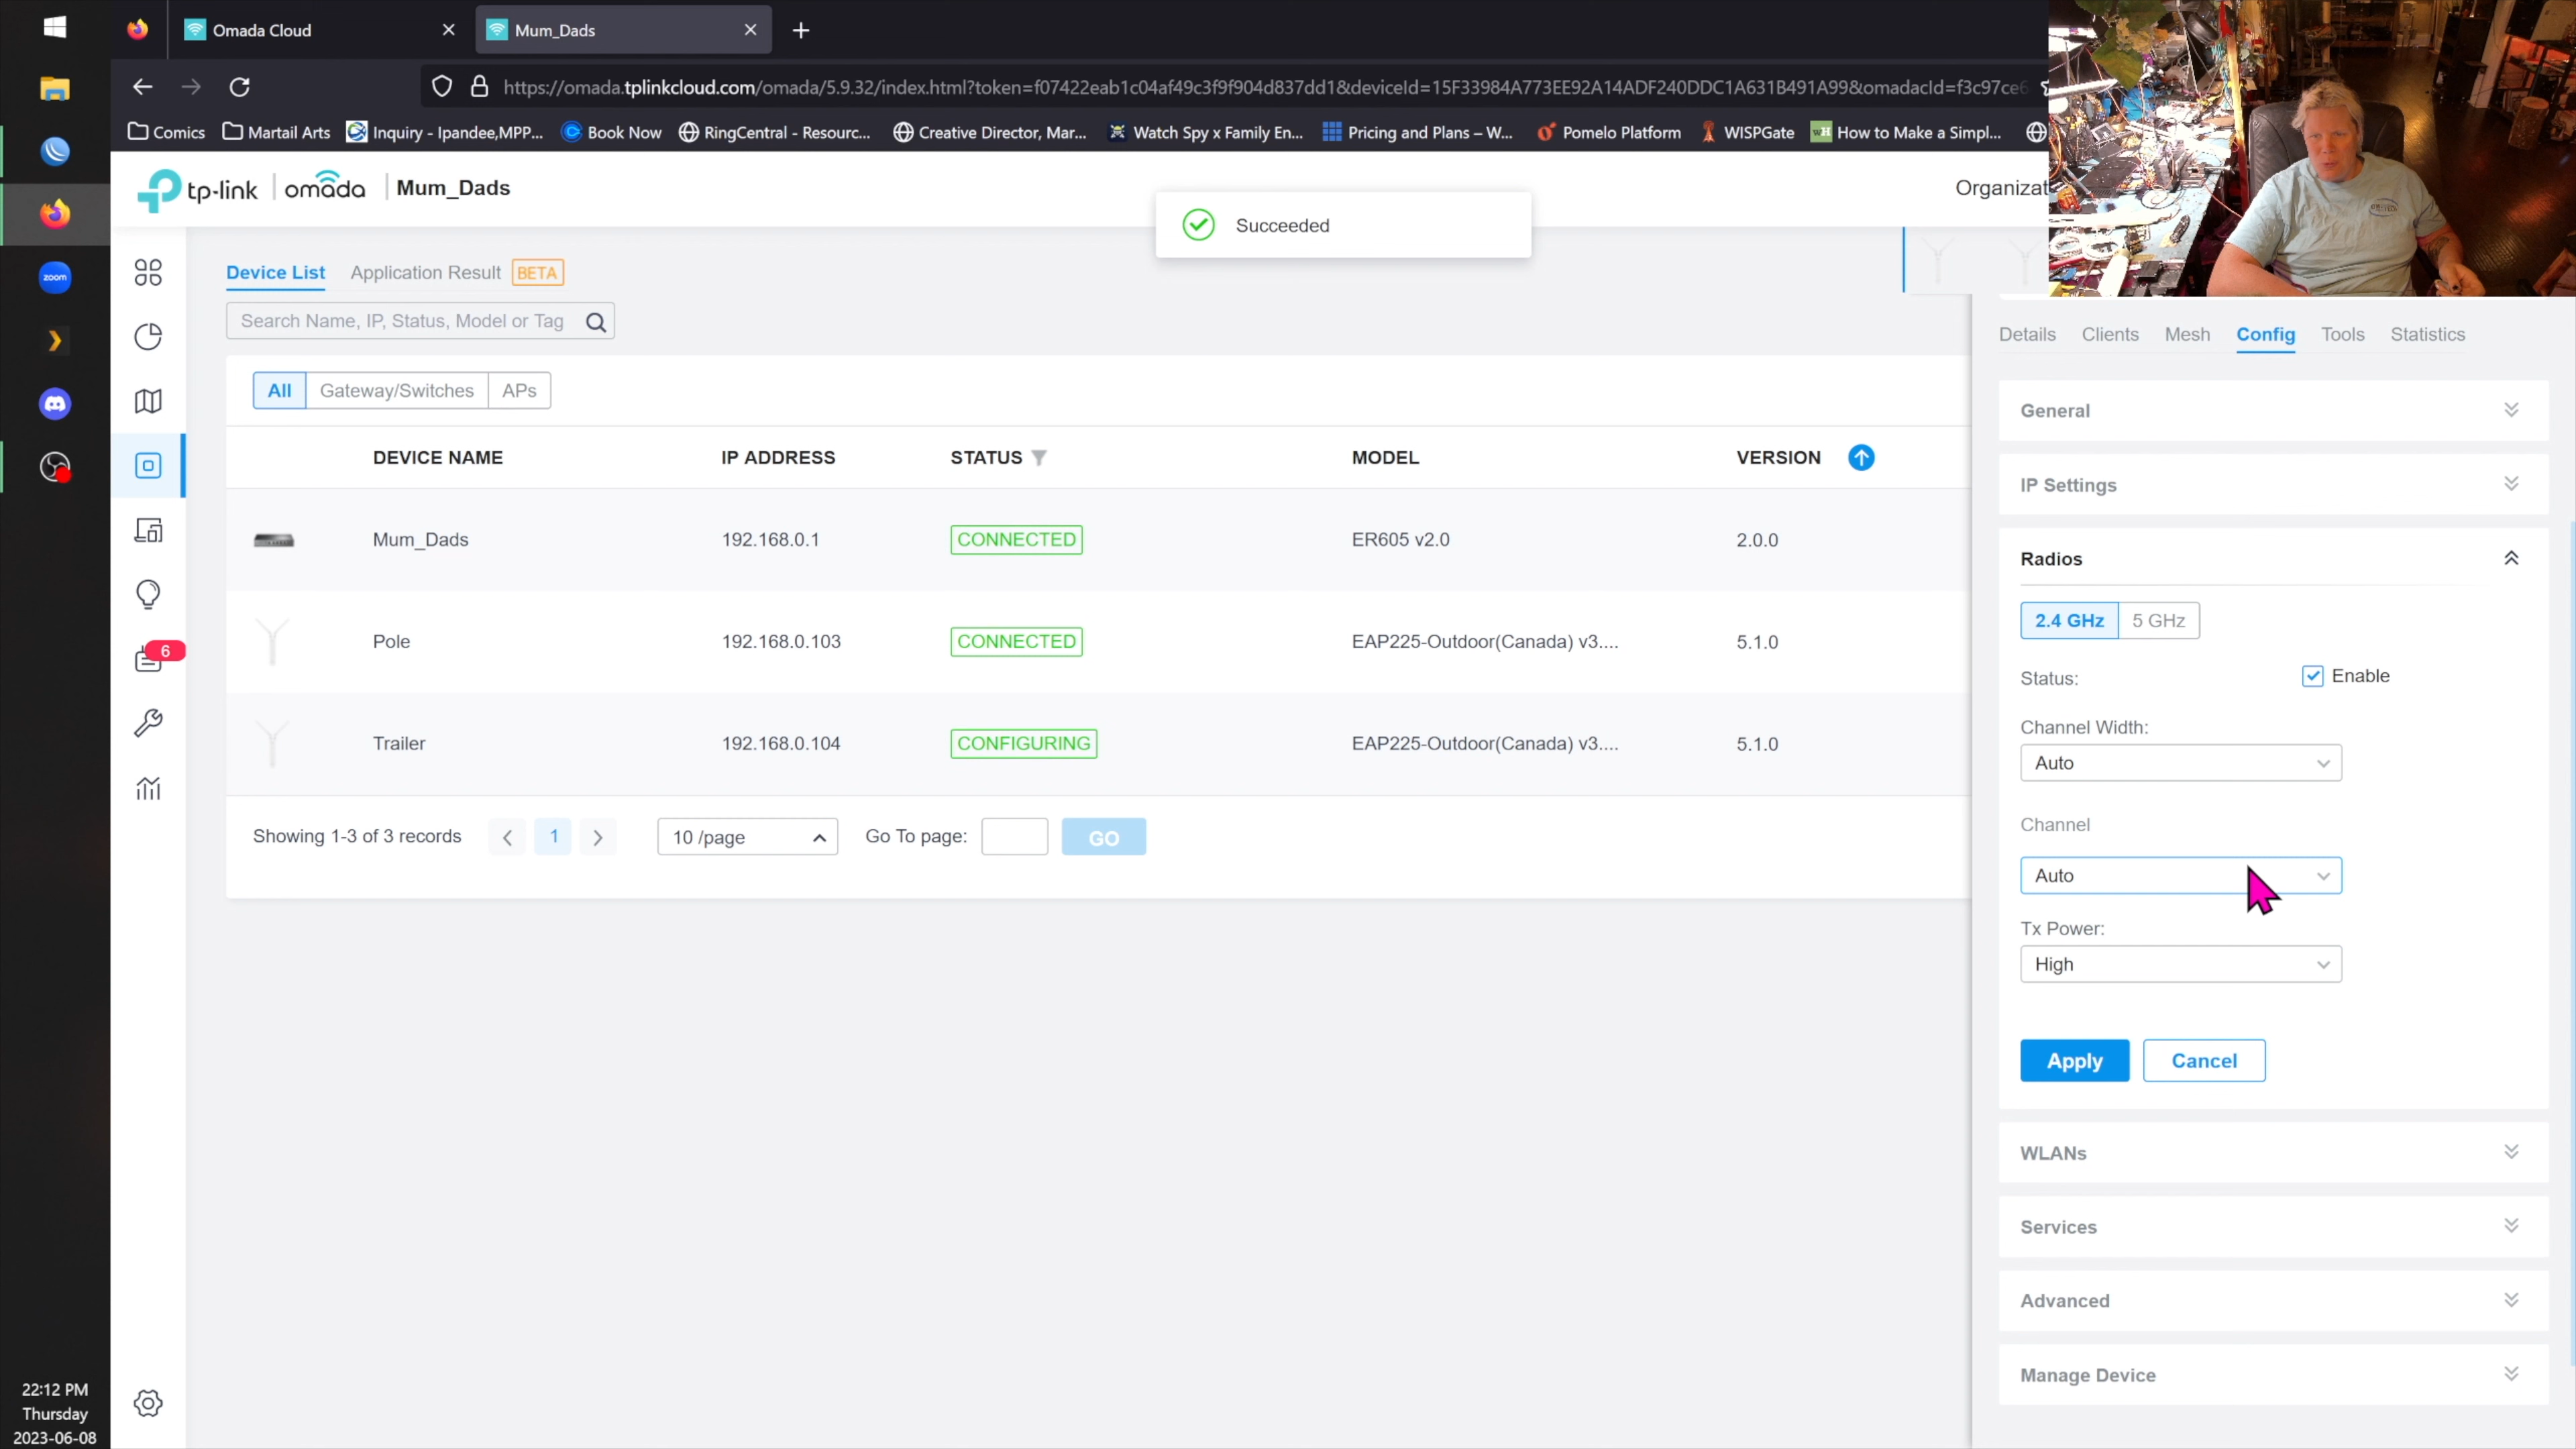 Omada Cloud
Mum_Dads
https://omada.tplinkcloud.com/omada/5.9.32/index.html?token=f07422eab1c04af49c3f9f904d837dd1&deviceId=15F33984A773EE92A14ADF240DDC1A631B491A99&omadacId=f3c97ce6
Comics
Martail Arts
Inquiry - Ipandee,MPP...
Book Now
RingCentral - Resourc...
Creative Director, Mar...
Watch Spy x Family En...
Pricing and Plans – W...
Pomelo Platform
WISPGate
wH How to Make a Simpl...
tp-link omada Mum_Dads
Organizat
Succeeded
Device List Application Result BETA
Search Name, IP, Status, Model or Tag
All Gateway/Switches APs
DEVICE NAME IP ADDRESS STATUS MODEL VERSION
Mum_Dads 192.168.0.1 CONNECTED ER605 v2.0 2.0.0
Pole 192.168.0.103 CONNECTED EAP225-Outdoor(Canada) v3.... 5.1.0
Trailer 192.168.0.104 CONFIGURING EAP225-Outdoor(Canada) v3.... 5.1.0
Showing 1-3 of 3 records 1 10 /page Go To page: GO
Details Clients Mesh Config Tools Statistics
General
IP Settings
Radios
2.4 GHz 5 GHz
Status: Enable
Channel Width:
Auto
Channel
Auto
Tx Power:
High
Apply Cancel
WLANs
Services
Advanced
Manage Device
zoom
6
22:12 PM
Thursday
2023-06-08